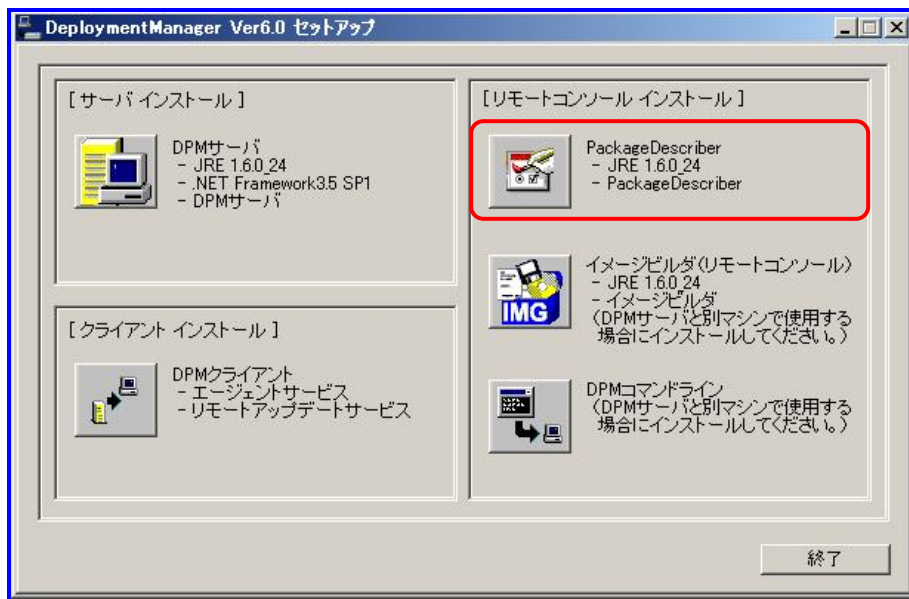 DeploymentManager Ver6.0 セットアップ
[ サーバ インストール ]
DPMサーバ
- JRE 1.6.0_24
- .NET Framework3.5 SP1
- DPMサーバ
[ クライアント インストール ]
DPMクライアント
- エージェントサービス
- リモートアップデートサービス
[ リモートコンソール インストール ]
PackageDescriber
- JRE 1.6.0_24
- PackageDescriber
IMG
イメージビルダ(リモートコンソール)
- JRE 1.6.0_24
- イメージビルダ
(DPMサーバと別マシンで使用する
場合にインストールしてください。)
DPMコマンドライン
(DPMサーバと別マシンで使用する
場合にインストールしてください。)
終了